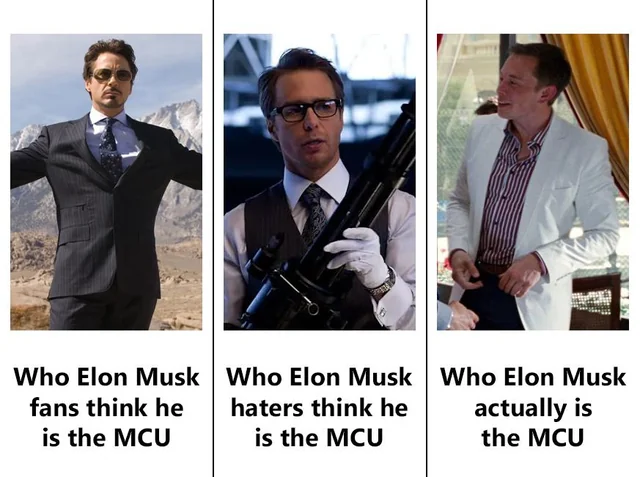 Who Elon Musk
fans think he
is the MCU
Who Elon Musk
haters think he
is the MCU
Who Elon Musk
actually is
the MCU